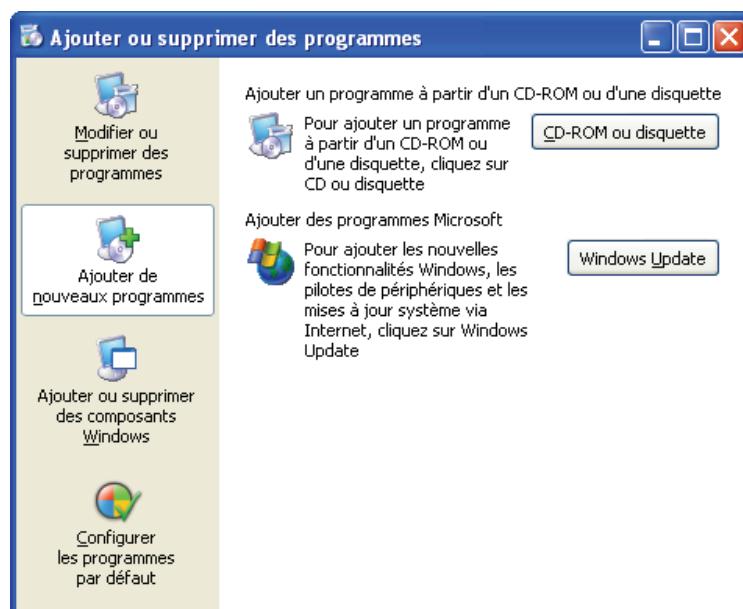 Ajouter ou supprimer des programmes
Modifier ou
supprimer des
programmes
Ajouter de
nouveaux programmes
Ajouter ou supprimer
des composants
Windows
Configurer
les programmes
par défaut
Ajouter un programme à partir d'un CD-ROM ou d'une disquette
Pour ajouter un programme
à partir d'un CD-ROM ou
d'une disquette, cliquez sur
CD ou disquette
CD-ROM ou disquette
Ajouter des programmes Microsoft
Pour ajouter les nouvelles
fonctionnalités Windows, les
pilotes de périphériques et les
mises à jour système via
Internet, cliquez sur Windows
Update
Windows Update